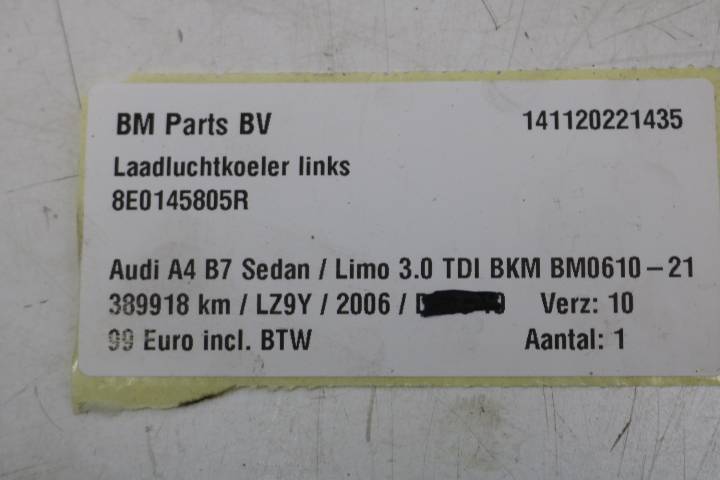 BM Parts BV 141120221435
Laadluchtkoeler links
8E0145805R
Audi A4 B7 Sedan / Limo 3.0 TDI BKM BM0610-21
389918 km / LZ9Y / 2006 / Verz: 10
99 Euro incl. BTW Aantal: 1